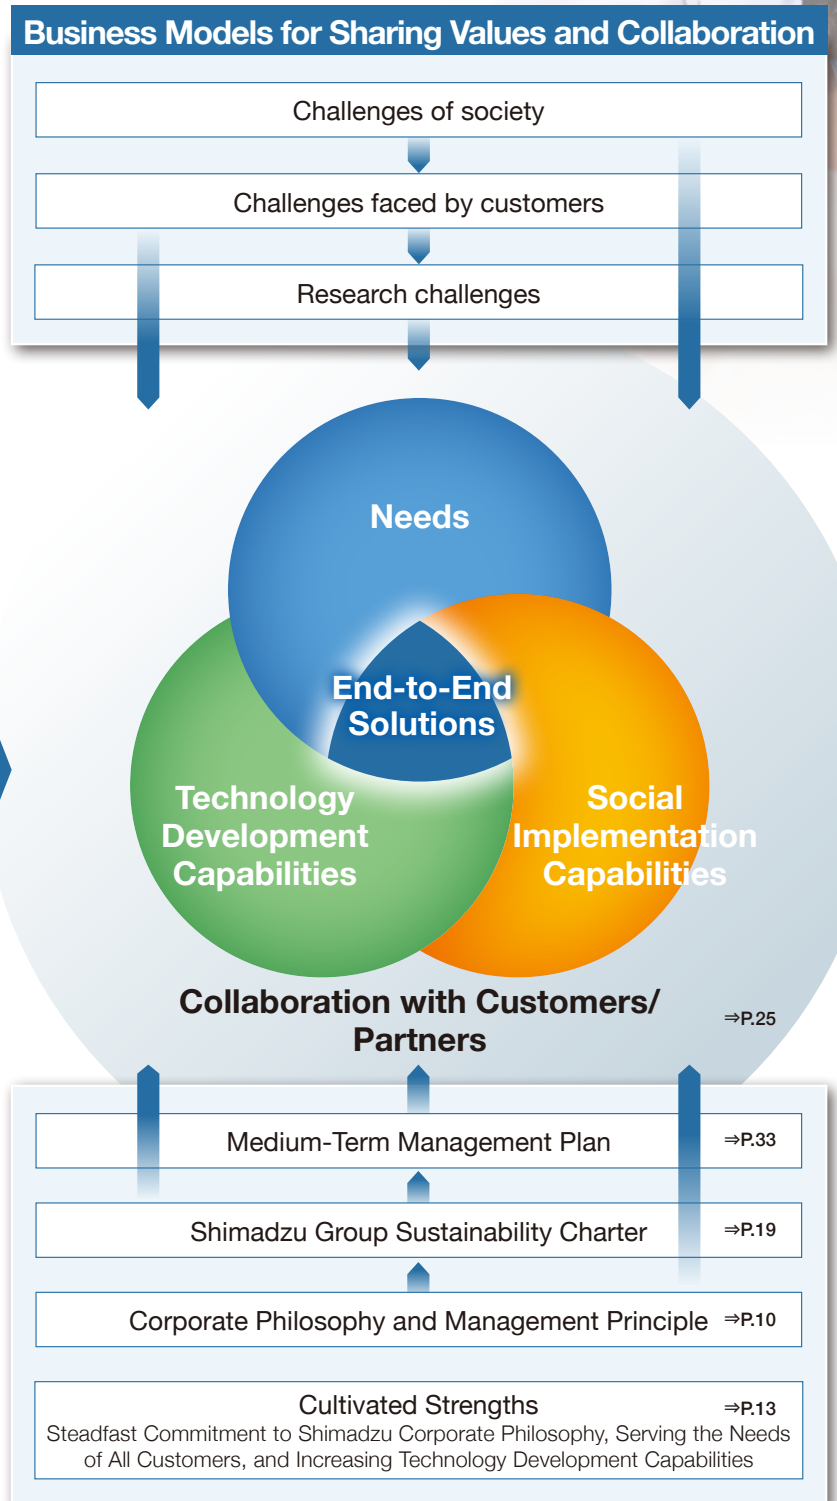 Business Models for Sharing Values and Collaboration
Challenges of society
Challenges faced by customers
Research challenges
Needs
End-to-End
Solutions
Technology
Development
Capabilities
Social
Implementation
Capabilities
Collaboration with Customers/
Partners
⇒P.25
Medium-Term Management Plan ⇒P.33
Shimadzu Group Sustainability Charter ⇒P.19
Corporate Philosophy and Management Principle ⇒P.10
Cultivated Strengths ⇒P.13
Steadfast Commitment to Shimadzu Corporate Philosophy, Serving the Needs
of All Customers, and Increasing Technology Development Capabilities